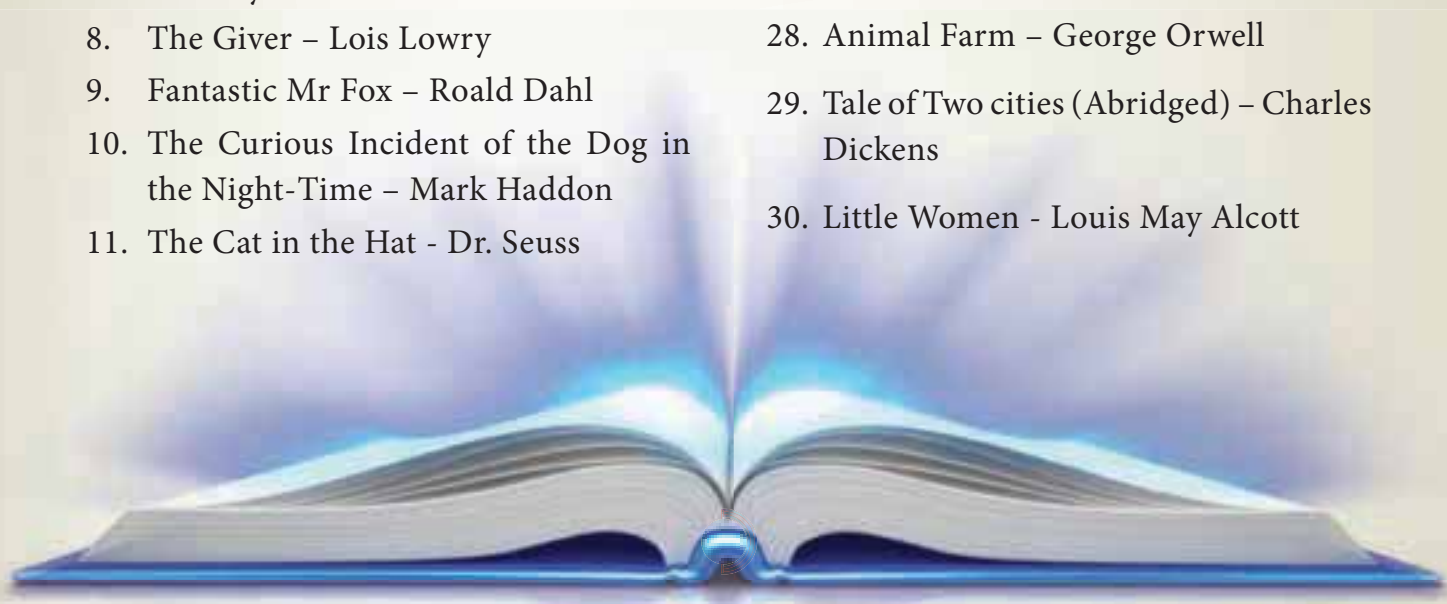 8. The Giver – Lois Lowry
9. Fantastic Mr Fox – Roald Dahl
10. The Curious Incident of the Dog in
the Night-Time – Mark Haddon
11. The Cat in the Hat - Dr. Seuss
28. Animal Farm – George Orwell
29. Tale of Two cities (Abridged) – Charles
Dickens
30. Little Women - Louis May Alcott